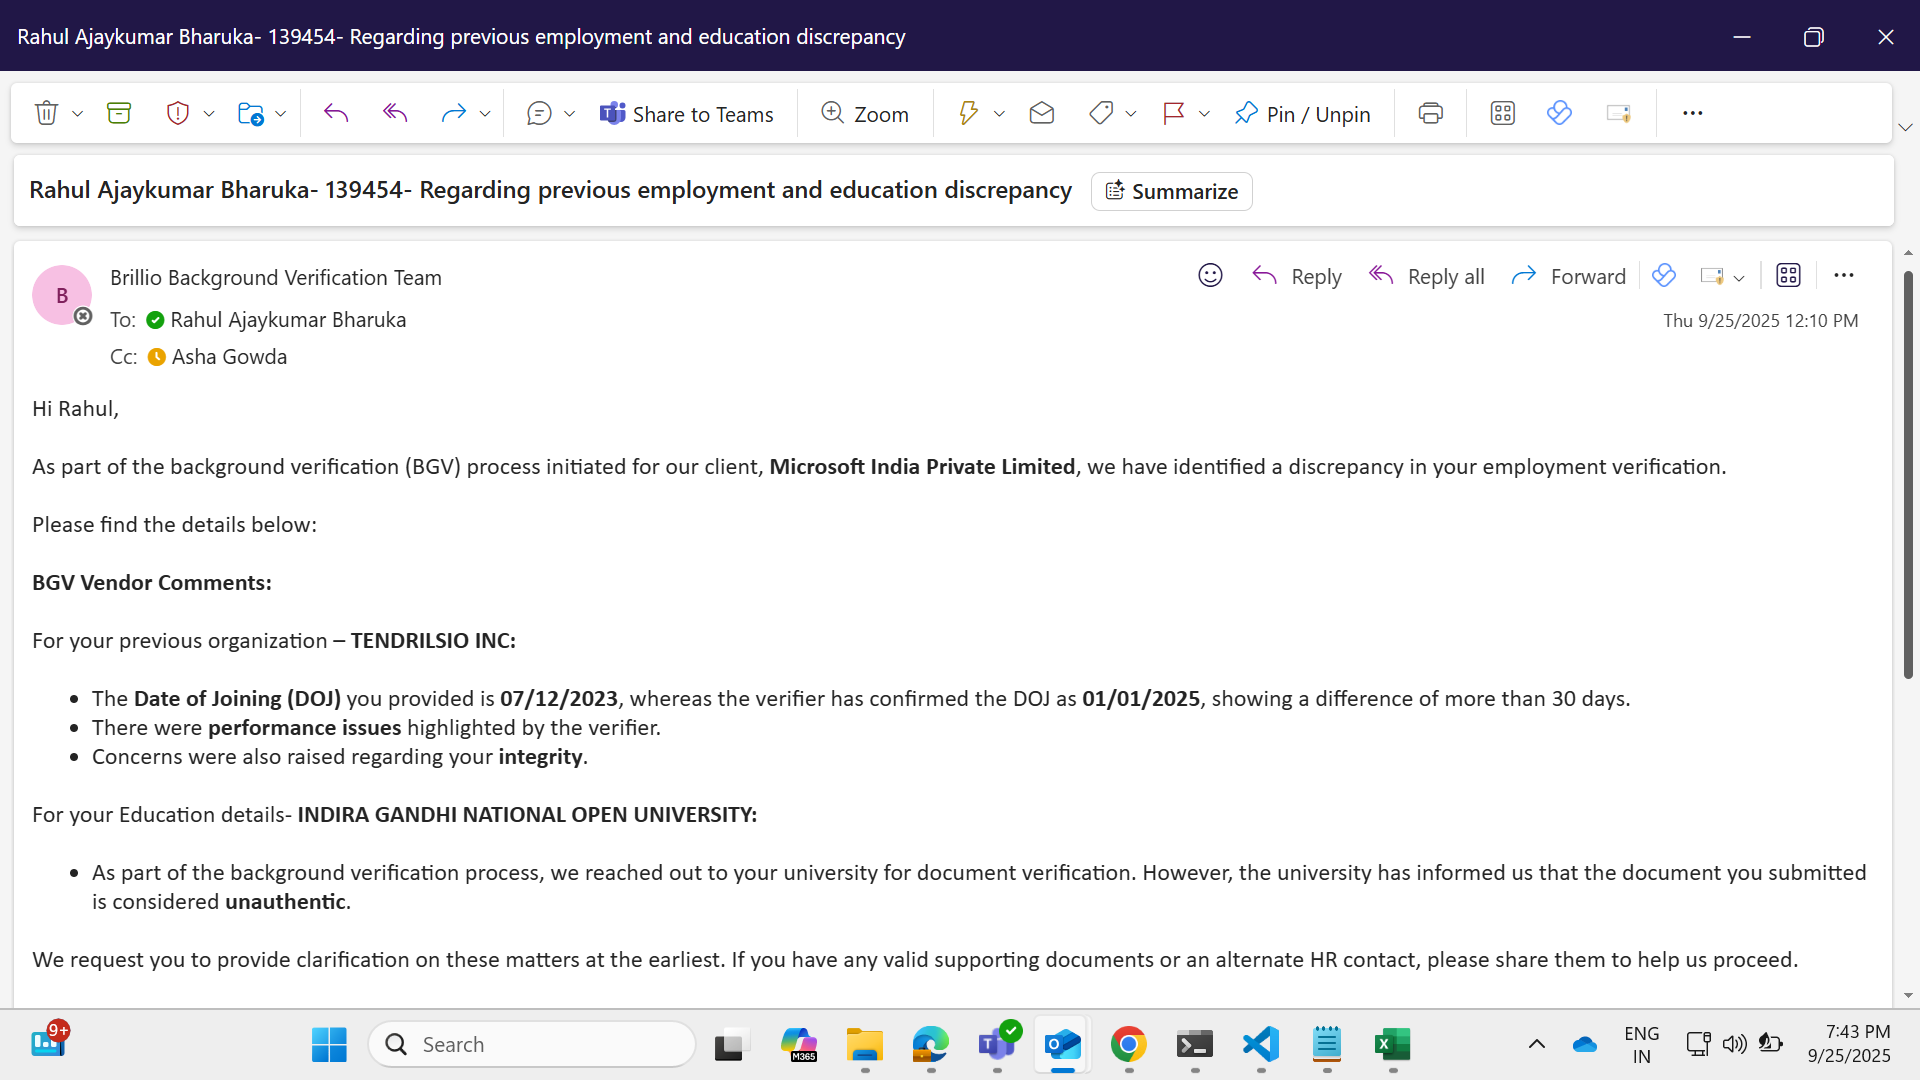 Rahul Ajaykumar Bharuka- 139454- Regarding previous employment and education discrepancy
Share to Teams Zoom Pin / Unpin
Rahul Ajaykumar Bharuka- 139454- Regarding previous employment and education discrepancy Summarize
B
Brillio Background Verification Team
Reply Reply all Forward
To: Rahul Ajaykumar Bharuka
Thu 9/25/2025 12:10 PM
Cc: Asha Gowda
Hi Rahul,
As part of the background verification (BGV) process initiated for our client, Microsoft India Private Limited, we have identified a discrepancy in your employment verification.
Please find the details below:
BGV Vendor Comments:
For your previous organization – TENDRILSIO INC:
• The Date of Joining (DOJ) you provided is 07/12/2023, whereas the verifier has confirmed the DOJ as 01/01/2025, showing a difference of more than 30 days.
• There were performance issues highlighted by the verifier.
• Concerns were also raised regarding your integrity.
For your Education details- INDIRA GANDHI NATIONAL OPEN UNIVERSITY:
• As part of the background verification process, we reached out to your university for document verification. However, the university has informed us that the document you submitted
is considered unauthentic.
We request you to provide clarification on these matters at the earliest. If you have any valid supporting documents or an alternate HR contact, please share them to help us proceed.
9+
Search
M365
T
O
X
ENG
IN
7:43 PM
9/25/2025